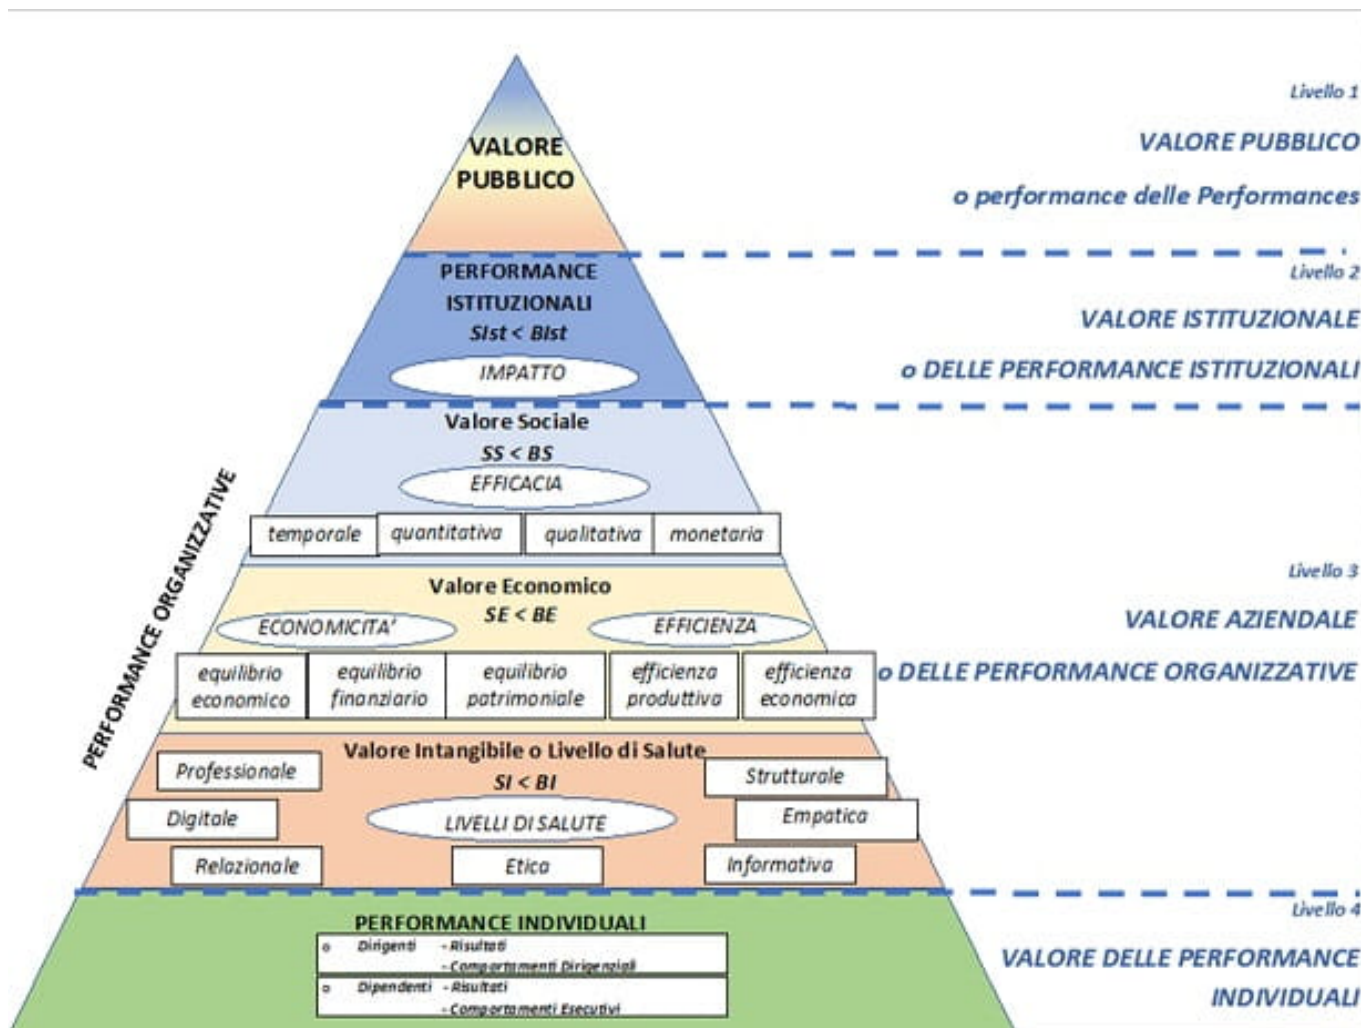 Livello 1
VALORE
PUBBLICO
VALORE PUBBLICO
o performance delle Performances
PERFORMANCE
ISTITUZIONALI
SIst < BIst
IMPATTO
Livello 2
VALORE ISTITUZIONALE
o DELLE PERFORMANCE ISTITUZIONALI
PERFORMANCE ORGANIZZATIVE
Valore Sociale
SS < BS
EFFICACIA
temporale
quantitativa
qualitativa
monetaria
Valore Economico
SE < BE
ECONOMICITA'
EFFICIENZA
equilibrio
economico
equilibrio
finanziario
equilibrio
patrimoniale
efficienza
produttiva
efficienza
economica
Livello 3
VALORE AZIENDALE
o DELLE PERFORMANCE ORGANIZZATIVE
Valore Intangibile o Livello di Salute
SI < BI
Professionale
Strutturale
Digitale
LIVELLI DI SALUTE
Empatica
Relazionale
Etica
Informativa
PERFORMANCE INDIVIDUALI
o Dirigenti - Risultati
- Comportamenti Dirigenziali
o Dipendenti - Risultati
- Comportamenti Esecutivi
Livello 4
VALORE DELLE PERFORMANCE
INDIVIDUALI